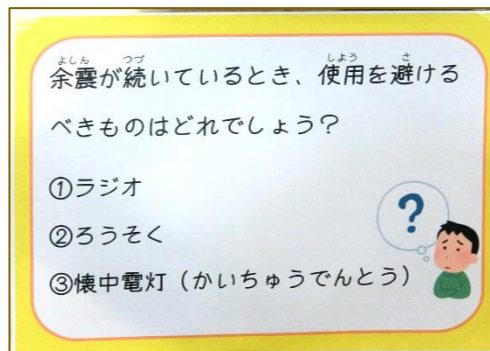 余震が続いているとき、使用を避ける
べきものはどれでしょう?
①ラジオ
②ろうそく
③懐中電灯(かいちゅうでんとう)
?